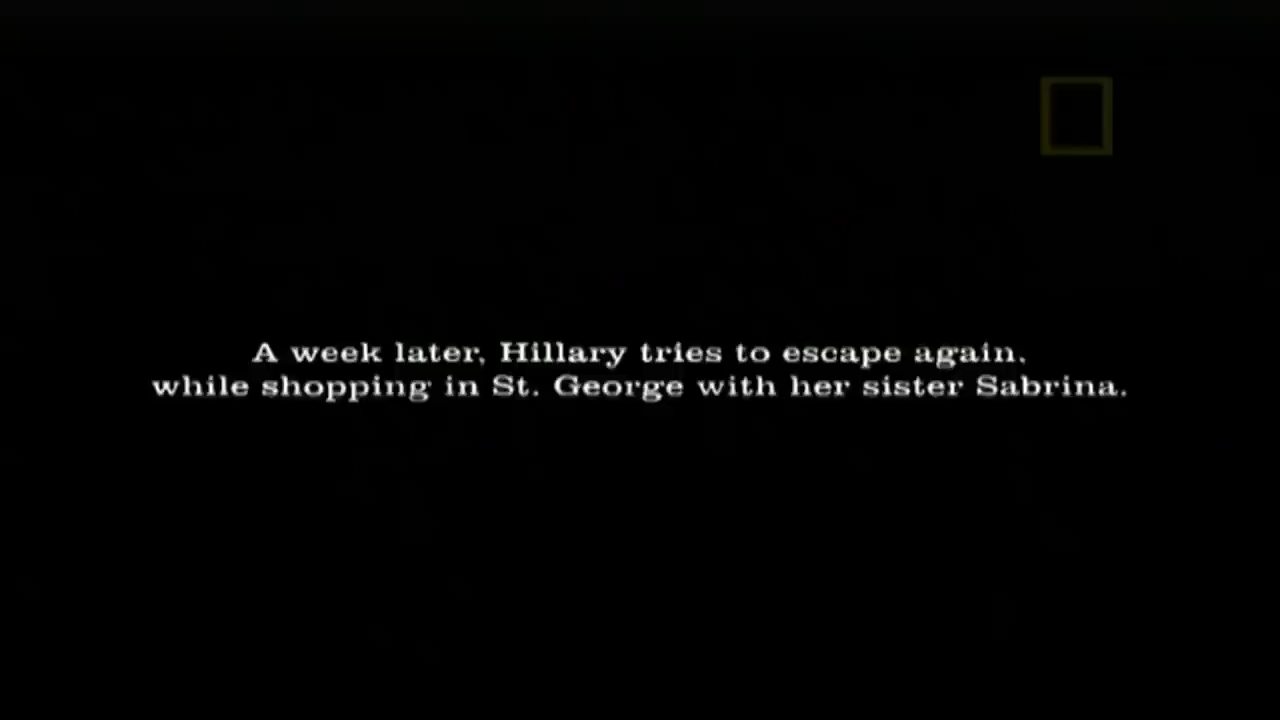 A week later, Hillary tries to escape again,
while shopping in St. George with her sister Sabrina.